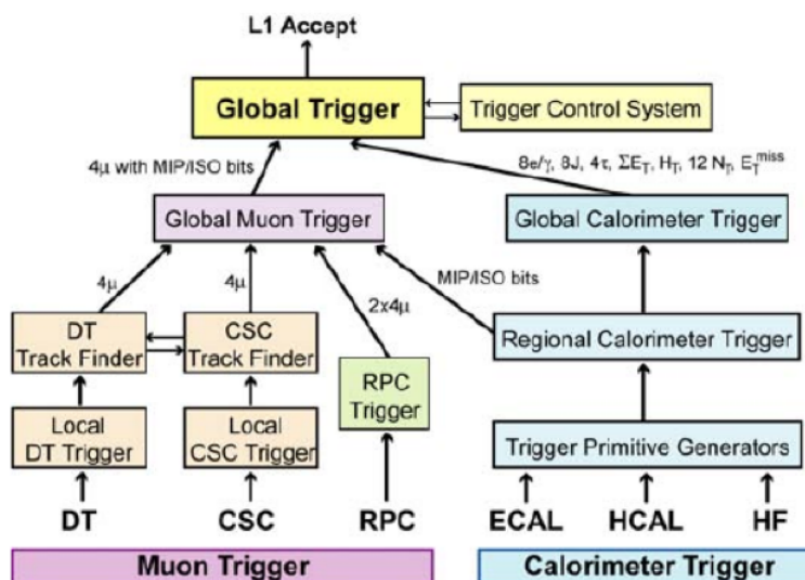 L1 Accept
Global Trigger
Trigger Control System
4μ with MIP/ISO bits
8e/γ, 8J, 4τ, ΣE_T, H_T, 12 N_T, E_T^miss
Global Muon Trigger
Global Calorimeter Trigger
4μ
4μ
2x4μ
MIP/ISO bits
DT
Track Finder
CSC
Track Finder
RPC
Trigger
Regional Calorimeter Trigger
Local
DT Trigger
Local
CSC Trigger
Trigger Primitive Generators
DT
CSC
RPC
ECAL
HCAL
HF
Muon Trigger
Calorimeter Trigger